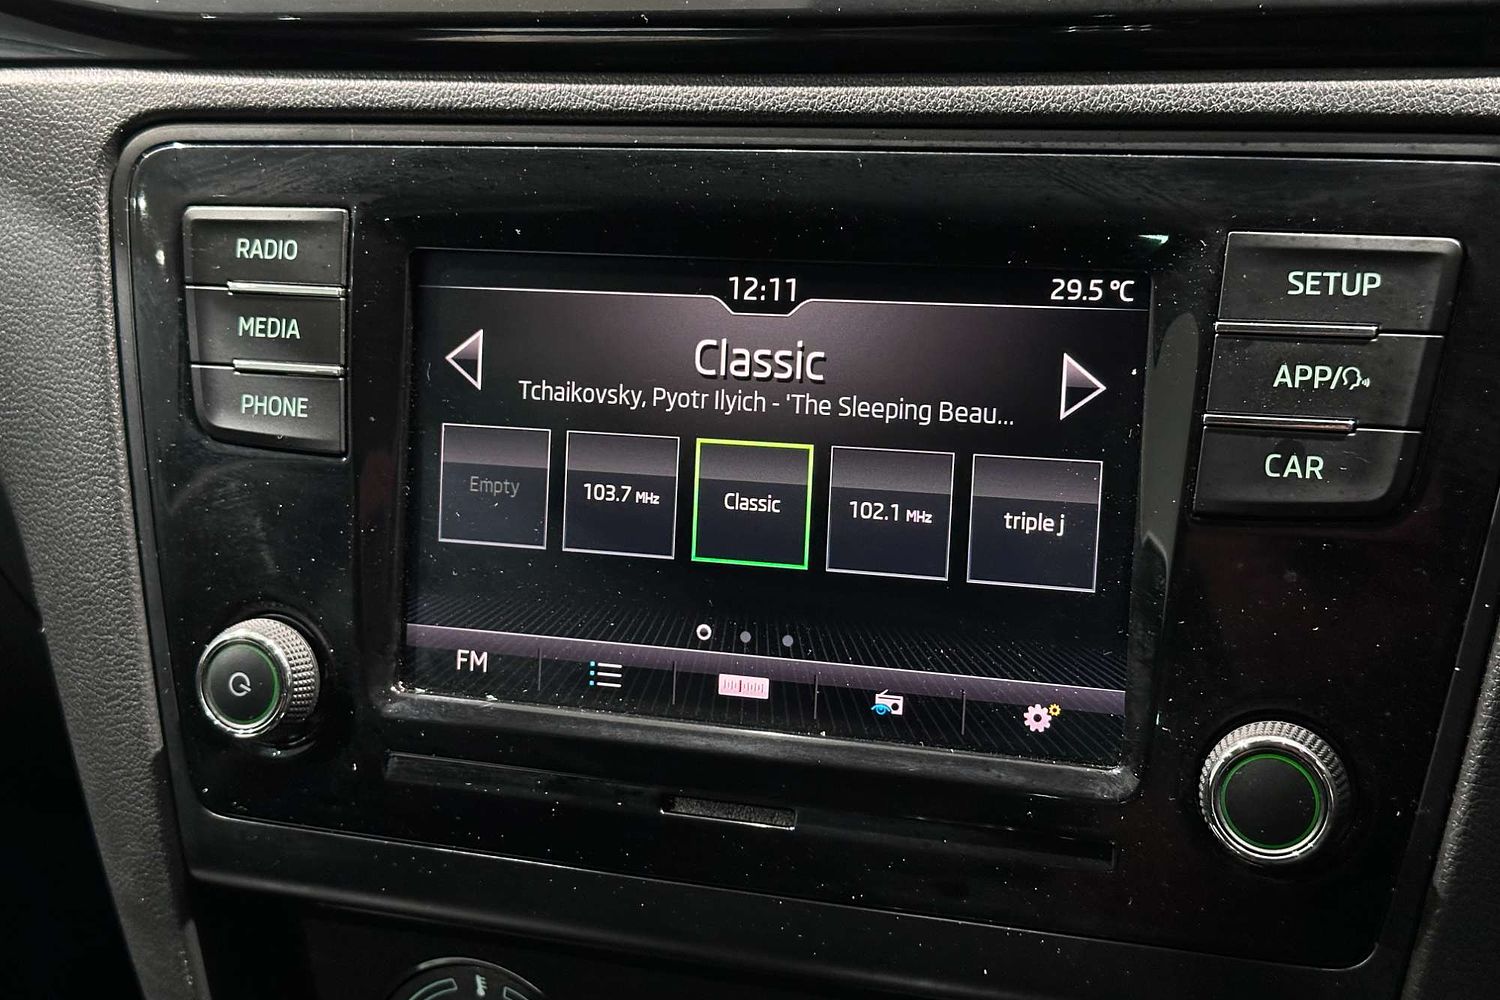 RADIO
MEDIA
PHONE
12:11
29.5 °C
Classic
Tchaikovsky, Pyotr Ilyich - 'The Sleeping Beau...
Empty
103.7 MHz
Classic
102.1 MHz
triple j
FM
SETUP
APP/
CAR